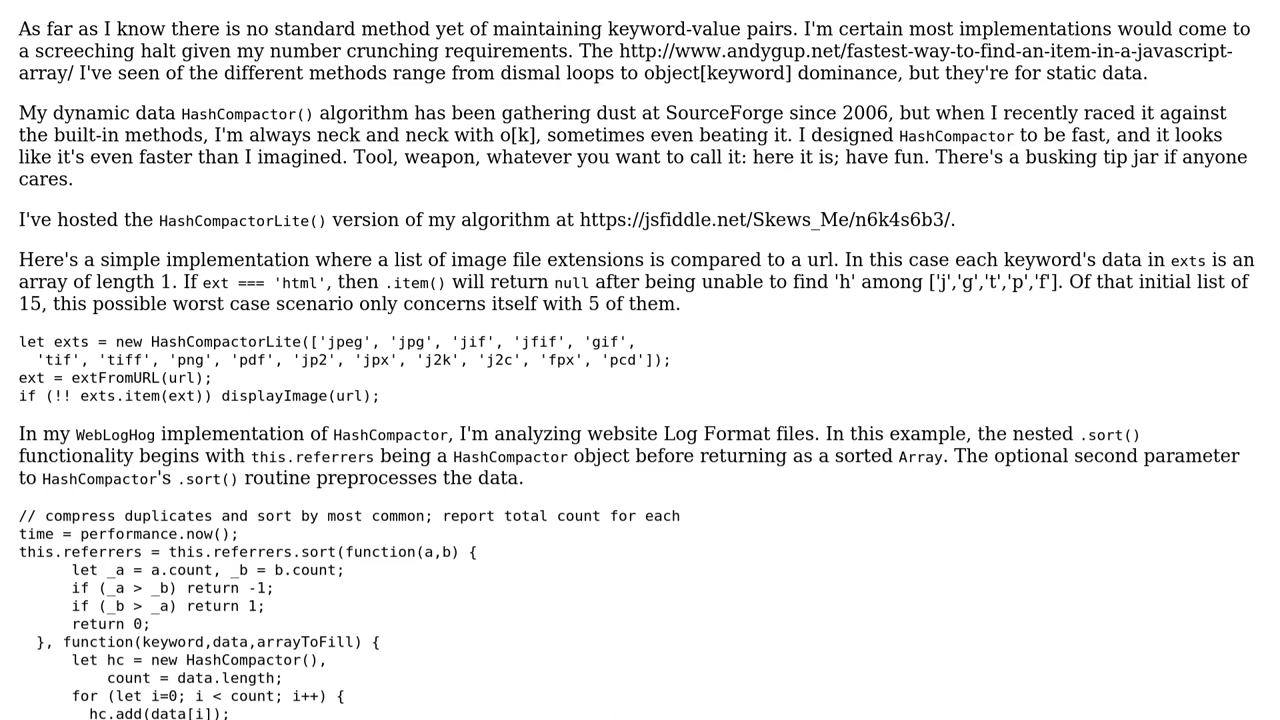 As far as I know there is no standard method yet of maintaining keyword-value pairs. I'm certain most implementations would come to
a screeching halt given my number crunching requirements. The http://www.andygup.net/fastest-way-to-find-an-item-in-a-javascript-
array/ I've seen of the different methods range from dismal loops to object[keyword] dominance, but they're for static data.
My dynamic data HashCompactor() algorithm has been gathering dust at SourceForge since 2006, but when I recently raced it against
the built-in methods, I'm always neck and neck with o[k], sometimes even beating it. I designed HashCompactor to be fast, and it looks
like it's even faster than I imagined. Tool, weapon, whatever you want to call it: here it is; have fun. There's a busking tip jar if anyone
cares.
I've hosted the HashCompactorLite() version of my algorithm at https://jsfiddle.net/Skews_Me/n6k4s6b3/.
Here's a simple implementation where a list of image file extensions is compared to a url. In this case each keyword's data in exts is an
array of length 1. If ext === 'html', then .item() will return null after being unable to find 'h' among ['j','g','t','p','f']. Of that initial list of
15, this possible worst case scenario only concerns itself with 5 of them.
let exts = new HashCompactorLite(['jpeg', 'jpg', 'jif', 'jfif', 'gif',
  'tif', 'tiff', 'png', 'pdf', 'jp2', 'jpx', 'j2k', 'j2c', 'fpx', 'pcd']);
ext = extFromURL(url);
if (!! exts.item(ext)) displayImage(url);
In my WebLogHog implementation of HashCompactor, I'm analyzing website Log Format files. In this example, the nested .sort()
functionality begins with this.referrers being a HashCompactor object before returning as a sorted Array. The optional second parameter
to HashCompactor's .sort() routine preprocesses the data.
// compress duplicates and sort by most common; report total count for each
time = performance.now();
this.referrers = this.referrers.sort(function(a,b) {
      let _a = a.count, _b = b.count;
      if (_a > _b) return -1;
      if (_b > _a) return 1;
      return 0;
  }, function(keyword,data,arrayToFill) {
      let hc = new HashCompactor(),
          count = data.length;
      for (let i=0; i < count; i++) {
        hc.add(data[i]);